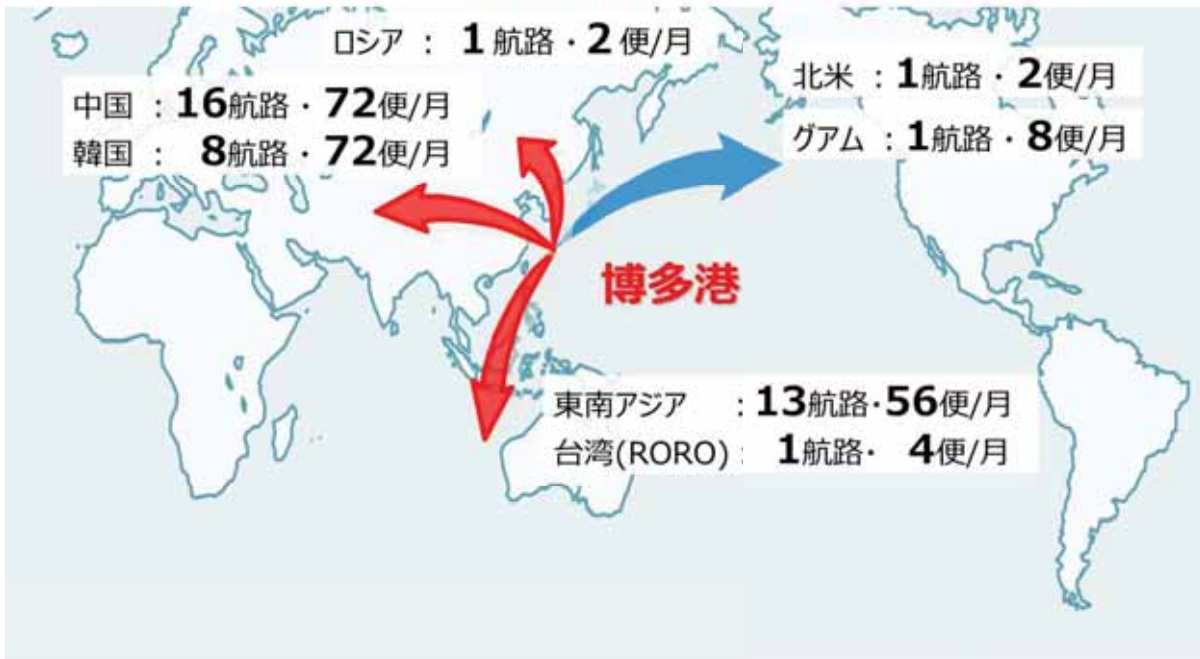 ロシア : 1航路・2便/月
中国 : 16航路・72便/月
韓国 : 8航路・72便/月
北米 : 1航路・2便/月
グアム : 1航路・8便/月
博多港
東南アジア : 13航路・56便/月
台湾(RORO) : 1航路・ 4便/月